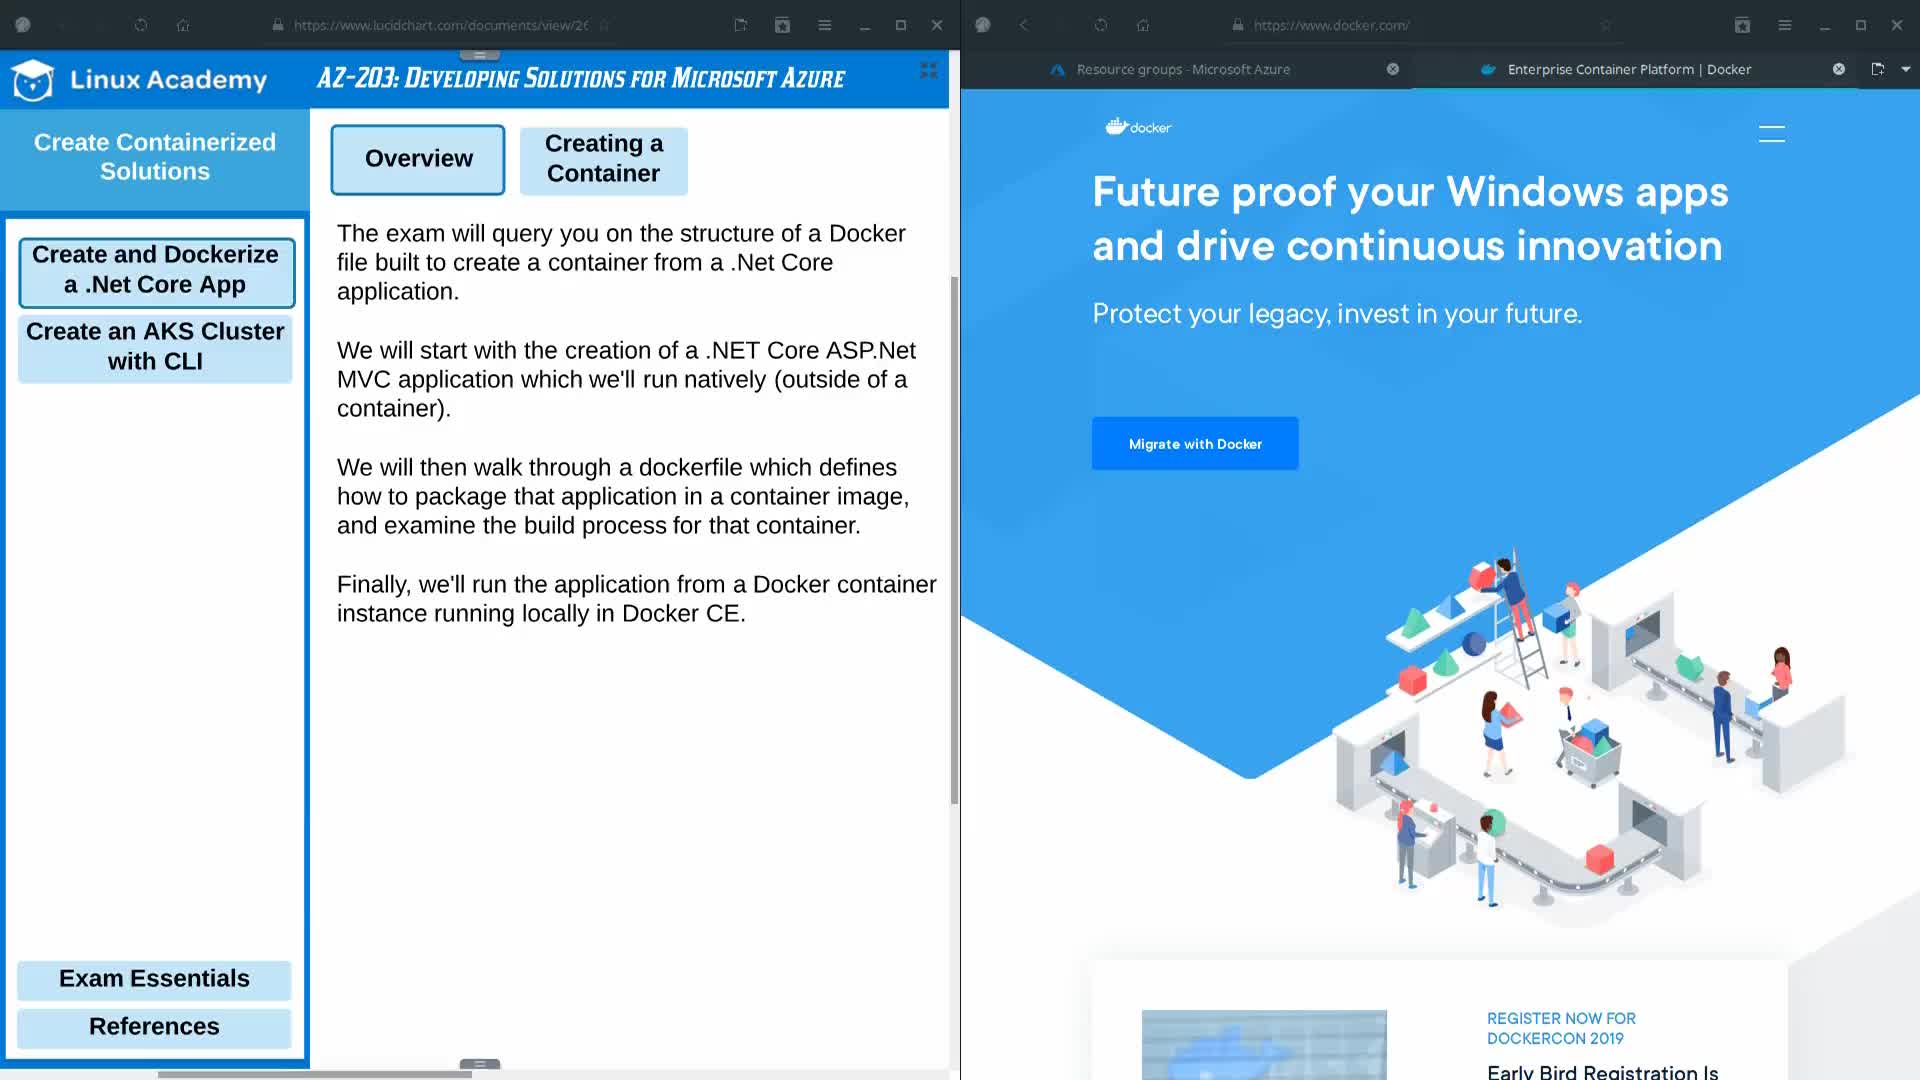 https://www.lucidchart.com/documents/view/26
https://www.docker.com/
Resource groups - Microsoft Azure
Enterprise Container Platform | Docker
Linux Academy
AZ-203: Developing Solutions for Microsoft Azure
Create Containerized
Solutions
Create and Dockerize
a .Net Core App
Create an AKS Cluster
with CLI
Exam Essentials
References
Overview
Creating a
Container
The exam will query you on the structure of a Docker
file built to create a container from a .Net Core
application.
We will start with the creation of a .NET Core ASP.Net
MVC application which we'll run natively (outside of a
container).
We will then walk through a dockerfile which defines
how to package that application in a container image,
and examine the build process for that container.
Finally, we'll run the application from a Docker container
instance running locally in Docker CE.
docker
Future proof your Windows apps
and drive continuous innovation
Protect your legacy, invest in your future.
Migrate with Docker
REGISTER NOW FOR
DOCKERCON 2019
Early Bird Registration Is